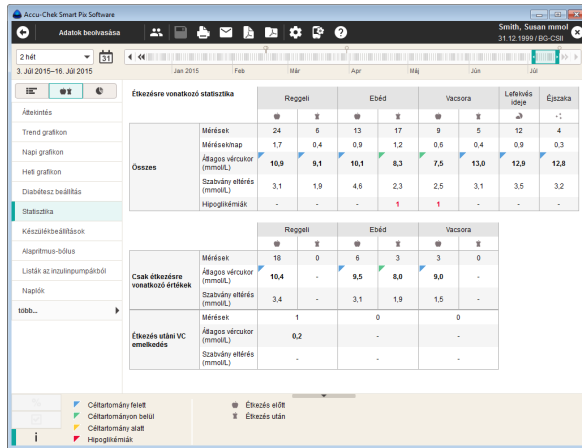 Accu-Chek Smart Pix Software
Adatok beolvasása
Smith, Susan mmol
31.12.1999 / BG-CSII
2 hét
31
3. Júl 2015–16. Júl 2015
Jan 2015 Feb Már Apr Máj Jún Júl
Áttekintés
Trend grafikon
Napi grafikon
Heti grafikon
Diabétesz beállítás
Statisztika
Készülékbeállítások
Alapritmus-bólus
Listák az inzulinpumpákból
Naplók
több...
Étkezésre vonatkozó statisztika
Reggeli Ebéd Vacsora Lefekvés ideje Éjszaka
Összes
Mérések 24 6 13 17 9 5 12 4
Mérések/nap 1,7 0,4 0,9 1,2 0,6 0,4 0,9 0,3
Átlagos vércukor (mmol/L) 10,9 9,1 10,1 8,3 7,5 13,0 12,9 12,8
Szabvány eltérés (mmol/L) 3,1 1,9 4,6 2,3 2,5 3,1 3,5 3,2
Hipoglikémiák - - - 1 1 - - -
Reggeli Ebéd Vacsora
Csak étkezésre vonatkozó értékek
Mérések 18 0 6 3 3 0
Átlagos vércukor (mmol/L) 10,4 - 9,5 8,0 9,0 -
Szabvány eltérés (mmol/L) 3,4 - 3,1 1,9 1,5 -
Étkezés utáni VC emelkedés
Mérések 1 0 0
Átlagos vércukor (mmol/L) 0,2 - -
Szabvány eltérés (mmol/L) - - -
Céltartomány felett
Céltartományon belül
Céltartomány alatt
Hipoglikémiák
Étkezés előtt
Étkezés után
i